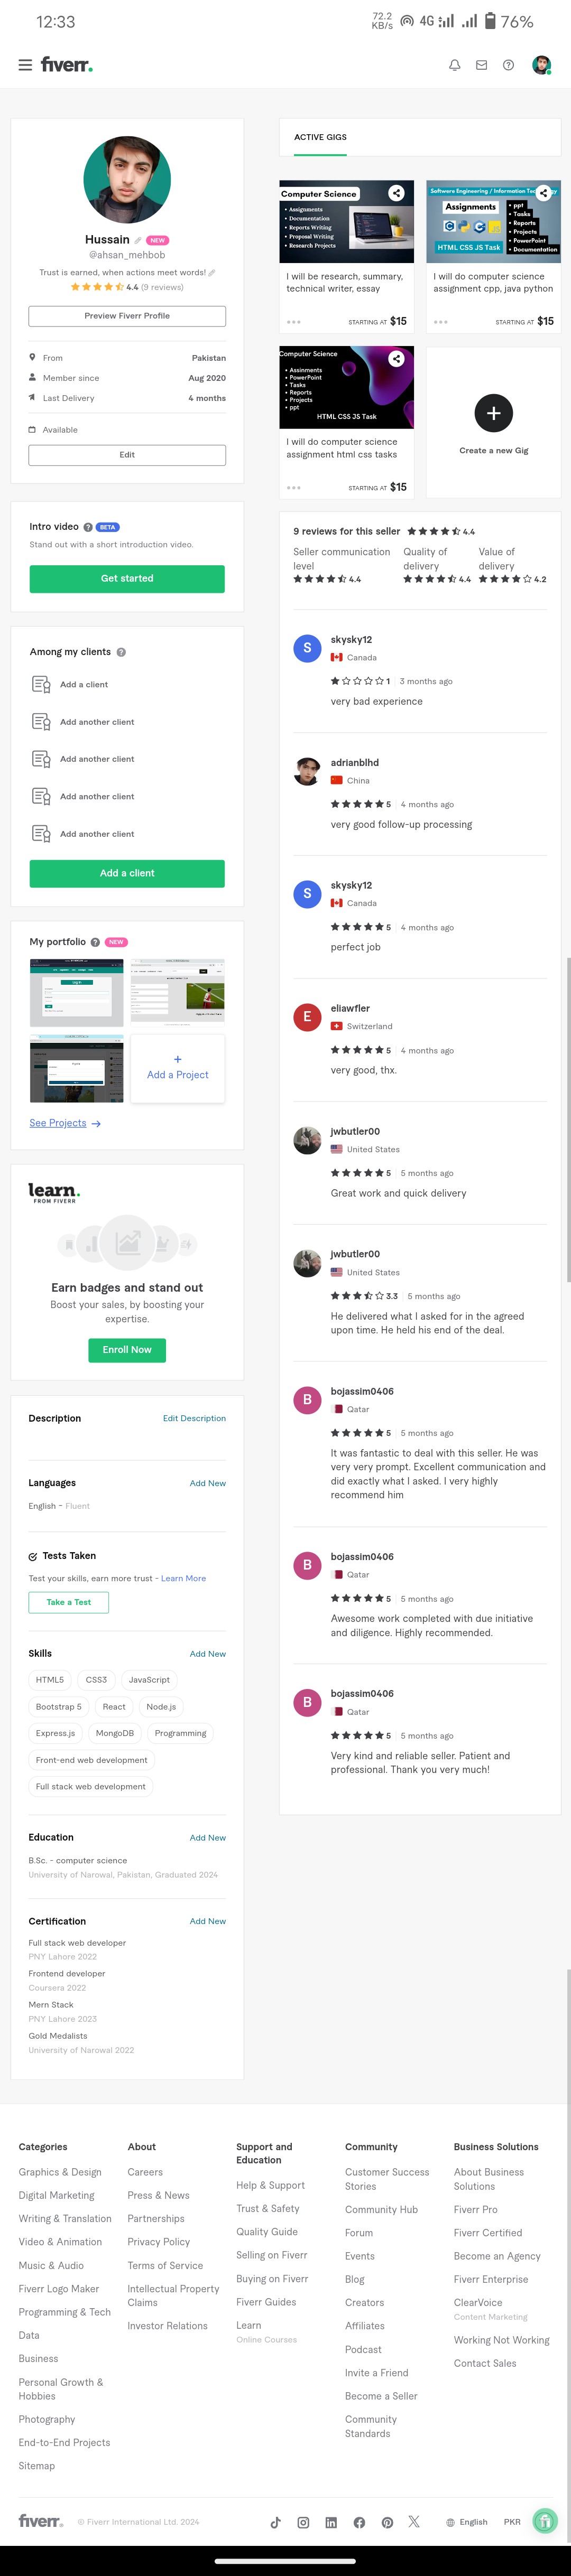 12:33
72.2 KB/s 4G 76%
fiverr.
Hussain NEW
@ahsan_mehbob
Trust is earned, when actions meet words!
4.4 (9 reviews)
Preview Fiverr Profile
From Pakistan
Member since Aug 2020
Last Delivery 4 months
Available
Edit
Intro video ? BETA
Stand out with a short introduction video.
Get started
Among my clients ?
Add a client
Add another client
Add another client
Add another client
Add another client
Add a client
My portfolio ? NEW
+
Add a Project
See Projects →
learn.
FROM FIVERR
Earn badges and stand out
Boost your sales, by boosting your
expertise.
Enroll Now
Description Edit Description
Languages Add New
English - Fluent
Tests Taken
Test your skills, earn more trust - Learn More
Take a Test
Skills Add New
HTML5 CSS3 JavaScript
Bootstrap 5 React Node.js
Express.js MongoDB Programming
Front-end web development
Full stack web development
Education Add New
B.Sc. - computer science
University of Narowal, Pakistan, Graduated 2024
Certification Add New
Full stack web developer
PNY Lahore 2022
Frontend developer
Coursera 2022
Mern Stack
PNY Lahore 2023
Gold Medalists
University of Narowal 2022
ACTIVE GIGS
Computer Science
• Assignments
• Documentation
• Reports Writing
• Proposal Writing
• Research Projects
I will be research, summary,
technical writer, essay
STARTING AT $15
Software Enginering / Information Tec
Assignments
• ppt
• Tasks
• Reports
• Projects
• PowerPoint
• Documentation
HTML CSS JS Task
I will do computer science
assignment cpp, java python
STARTING AT $15
Computer Science
• Assinments
• PowerPoint
• Tasks
• Reports
• Projects
• ppt
HTML CSS JS Task
I will do computer science
assignment html css tasks
STARTING AT $15
+
Create a new Gig
9 reviews for this seller 4.4
Seller communication
level
4.4
Quality of
delivery
4.4
Value of
delivery
4.2
S
skysky12
Canada
1 | 3 months ago
very bad experience
adrianblhd
China
5 | 4 months ago
very good follow-up processing
S
skysky12
Canada
5 | 4 months ago
perfect job
E
eliawfler
Switzerland
5 | 4 months ago
very good, thx.
jwbutler00
United States
5 | 5 months ago
Great work and quick delivery
jwbutler00
United States
3.3 | 5 months ago
He delivered what I asked for in the agreed
upon time. He held his end of the deal.
B
bojassim0406
Qatar
5 | 5 months ago
It was fantastic to deal with this seller. He was
very very prompt. Excellent communication and
did exactly what I asked. I very highly
recommend him
B
bojassim0406
Qatar
5 | 5 months ago
Awesome work completed with due initiative
and diligence. Highly recommended.
B
bojassim0406
Qatar
5 | 5 months ago
Very kind and reliable seller. Patient and
professional. Thank you very much!
Categories
Graphics & Design
Digital Marketing
Writing & Translation
Video & Animation
Music & Audio
Fiverr Logo Maker
Programming & Tech
Data
Business
Personal Growth &
Hobbies
Photography
End-to-End Projects
Sitemap
About
Careers
Press & News
Partnerships
Privacy Policy
Terms of Service
Intellectual Property
Claims
Investor Relations
Support and
Education
Help & Support
Trust & Safety
Quality Guide
Selling on Fiverr
Buying on Fiverr
Fiverr Guides
Learn
Online Courses
Community
Customer Success
Stories
Community Hub
Forum
Events
Blog
Creators
Affiliates
Podcast
Invite a Friend
Become a Seller
Community
Standards
Business Solutions
About Business
Solutions
Fiverr Pro
Fiverr Certified
Become an Agency
Fiverr Enterprise
ClearVoice
Content Marketing
Working Not Working
Contact Sales
fiverr. © Fiverr International Ltd. 2024 English PKR